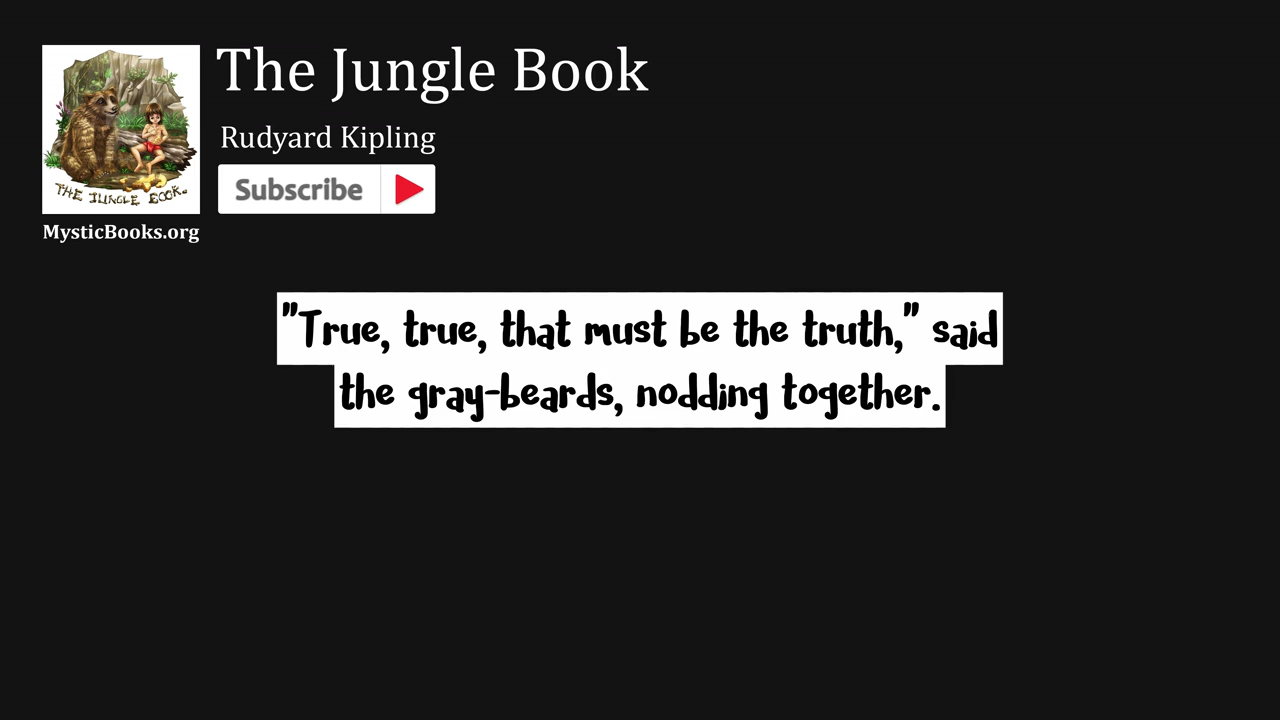 The Jungle Book
Rudyard Kipling
Subscribe
THE JUNGLE BOOK.
MysticBooks.org
"True, true, that must be the truth," said
the gray-beards, nodding together.